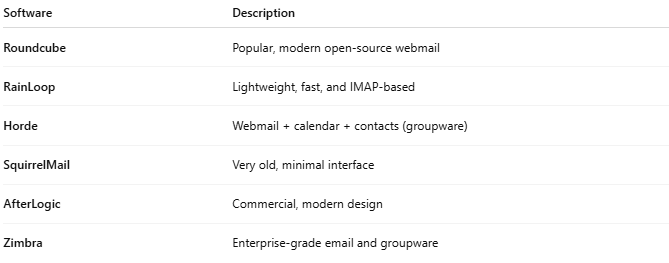 Software Description
Roundcube Popular, modern open-source webmail
RainLoop Lightweight, fast, and IMAP-based
Horde Webmail + calendar + contacts (groupware)
SquirrelMail Very old, minimal interface
AfterLogic Commercial, modern design
Zimbra Enterprise-grade email and groupware